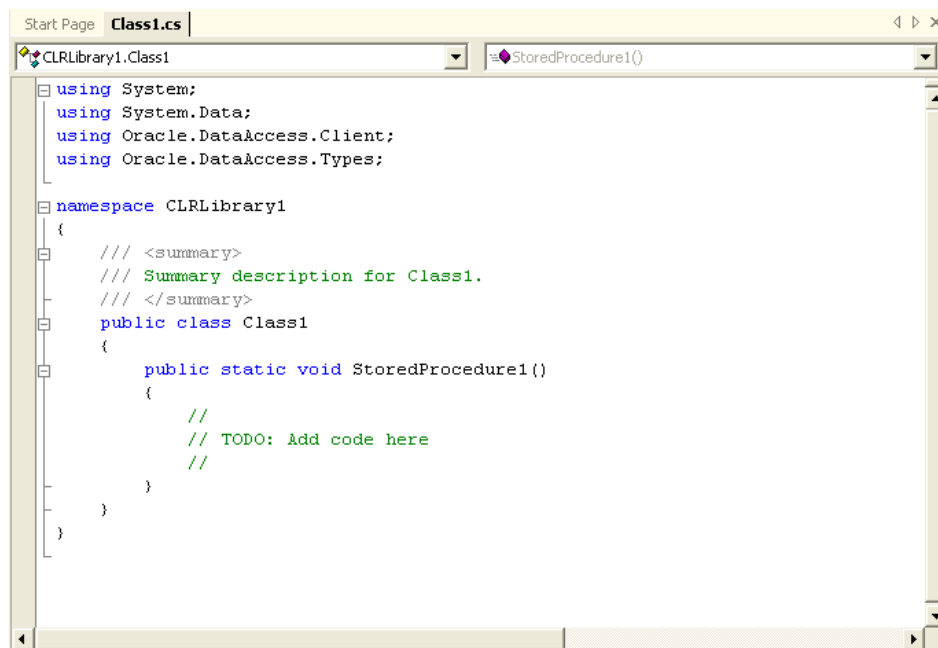 Start Page Class1.cs
CLRLibrary1.Class1 StoredProcedure1()
using System;
using System.Data;
using Oracle.DataAccess.Client;
using Oracle.DataAccess.Types;
namespace CLRLibrary1
{
/// <summary>
/// Summary description for Class1.
/// </summary>
public class Class1
{
public static void StoredProcedure1()
{
//
// TODO: Add code here
//
}
}
}